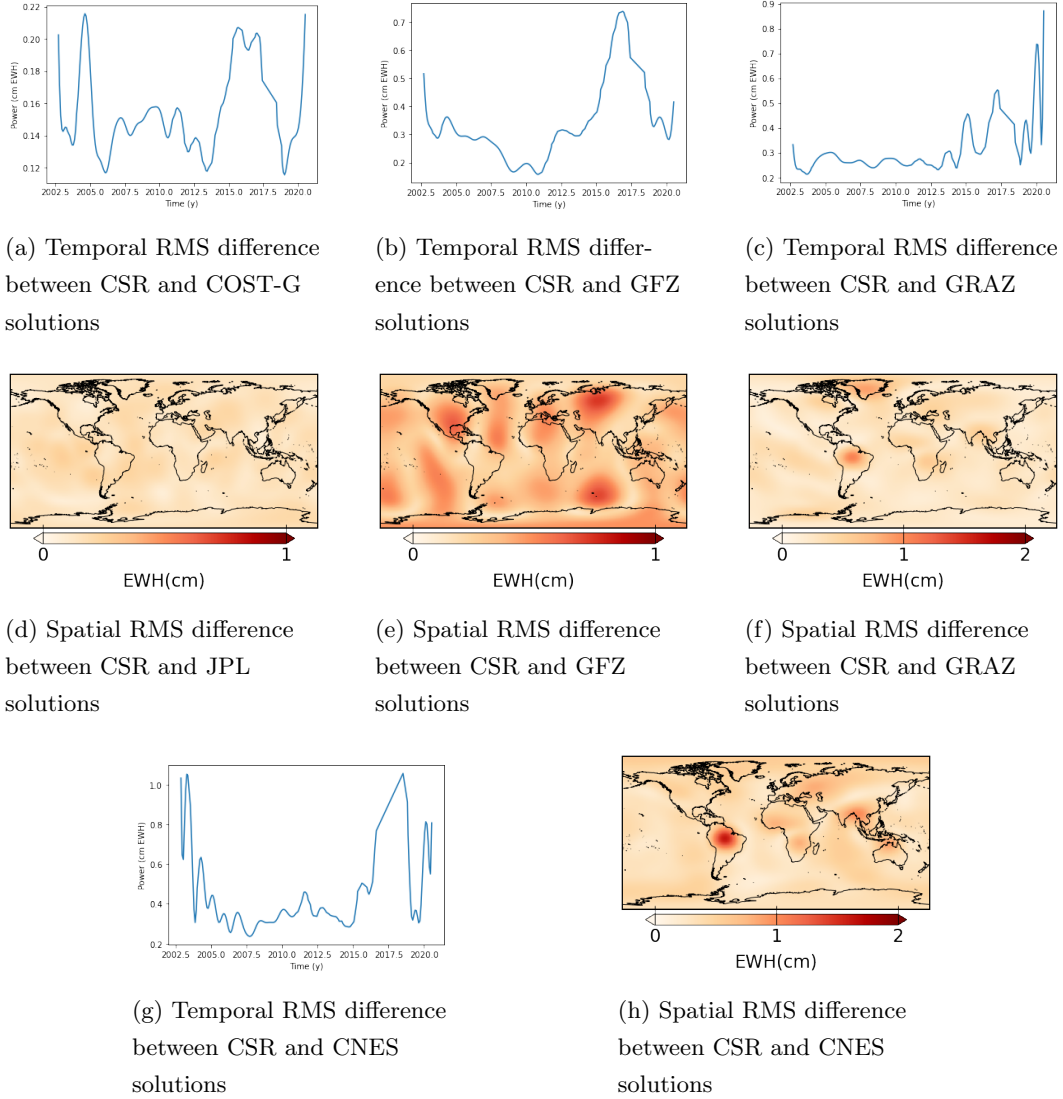 0.22
0.20
0.18
0.16
0.14
0.12
Power (cm EWH)
2002.5 2005.0 2007.5 2010.0 2012.5 2015.0 2017.5 2020.0
Time (y)
(a) Temporal RMS difference
between CSR and COST-G
solutions
0.7
0.6
0.5
0.4
0.3
0.2
Power (cm EWH)
2002.5 2005.0 2007.5 2010.0 2012.5 2015.0 2017.5 2020.0
Time (y)
(b) Temporal RMS differ-
ence between CSR and GFZ
solutions
0.9
0.8
0.7
0.6
0.5
0.4
0.3
0.2
Power (cm EWH)
2002.5 2005.0 2007.5 2010.0 2012.5 2015.0 2017.5 2020.0
Time (y)
(c) Temporal RMS difference
between CSR and GRAZ
solutions
0 1
EWH(cm)
(d) Spatial RMS difference
between CSR and JPL
solutions
0 1
EWH(cm)
(e) Spatial RMS difference
between CSR and GFZ
solutions
0 1 2
EWH(cm)
(f) Spatial RMS difference
between CSR and GRAZ
solutions
1.0
0.8
0.6
0.4
0.2
Power (cm EWH)
2002.5 2005.0 2007.5 2010.0 2012.5 2015.0 2017.5 2020.0
Time (y)
(g) Temporal RMS difference
between CSR and CNES
solutions
0 1 2
EWH(cm)
(h) Spatial RMS difference
between CSR and CNES
solutions